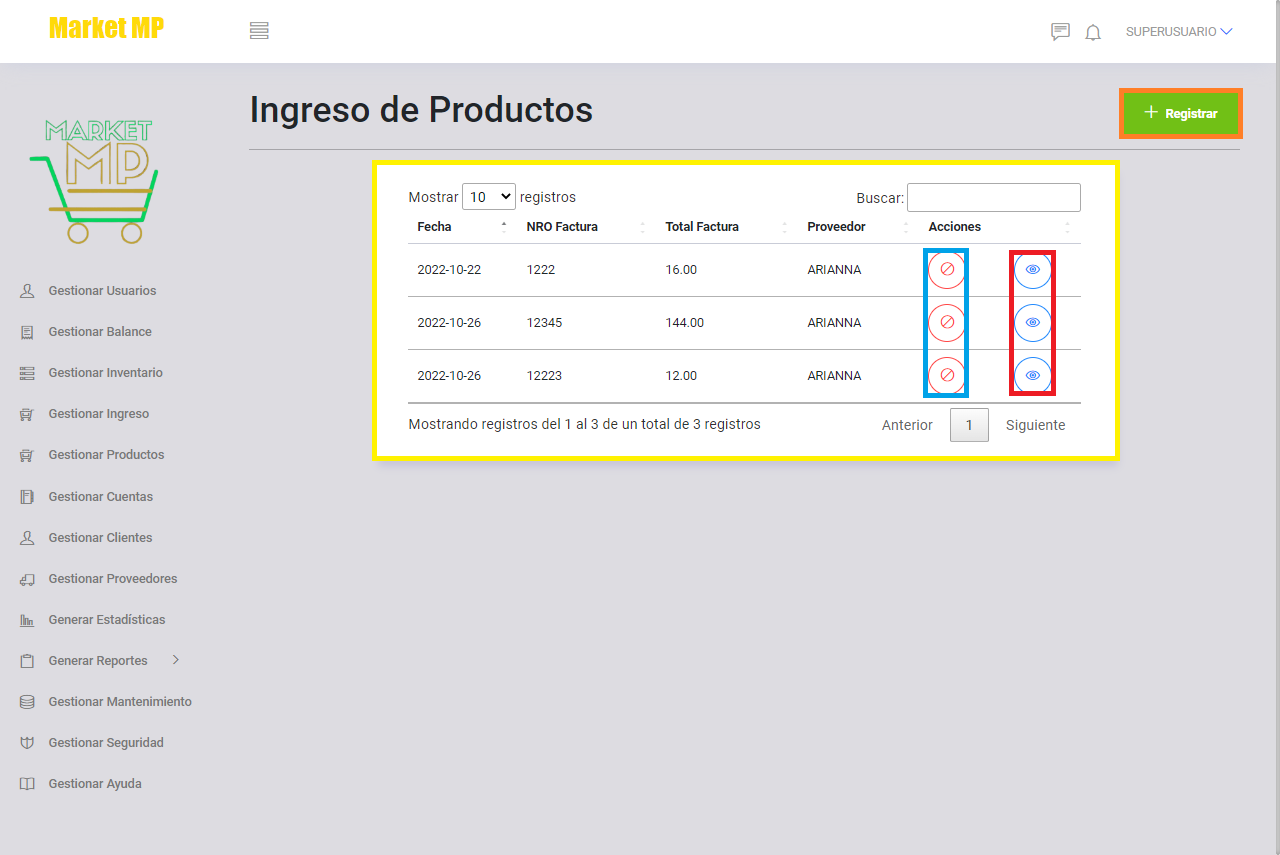 Market MP
SUPERUSUARIO
MARKET
MP
Gestionar Usuarios
Gestionar Balance
Gestionar Inventario
Gestionar Ingreso
Gestionar Productos
Gestionar Cuentas
Gestionar Clientes
Gestionar Proveedores
Generar Estadísticas
Generar Reportes
Gestionar Mantenimiento
Gestionar Seguridad
Gestionar Ayuda
Ingreso de Productos
Registrar
Mostrar 10 registros Buscar:
Fecha NRO Factura Total Factura Proveedor Acciones
2022-10-22 1222 16.00 ARIANNA
2022-10-26 12345 144.00 ARIANNA
2022-10-26 12223 12.00 ARIANNA
Mostrando registros del 1 al 3 de un total de 3 registros Anterior 1 Siguiente